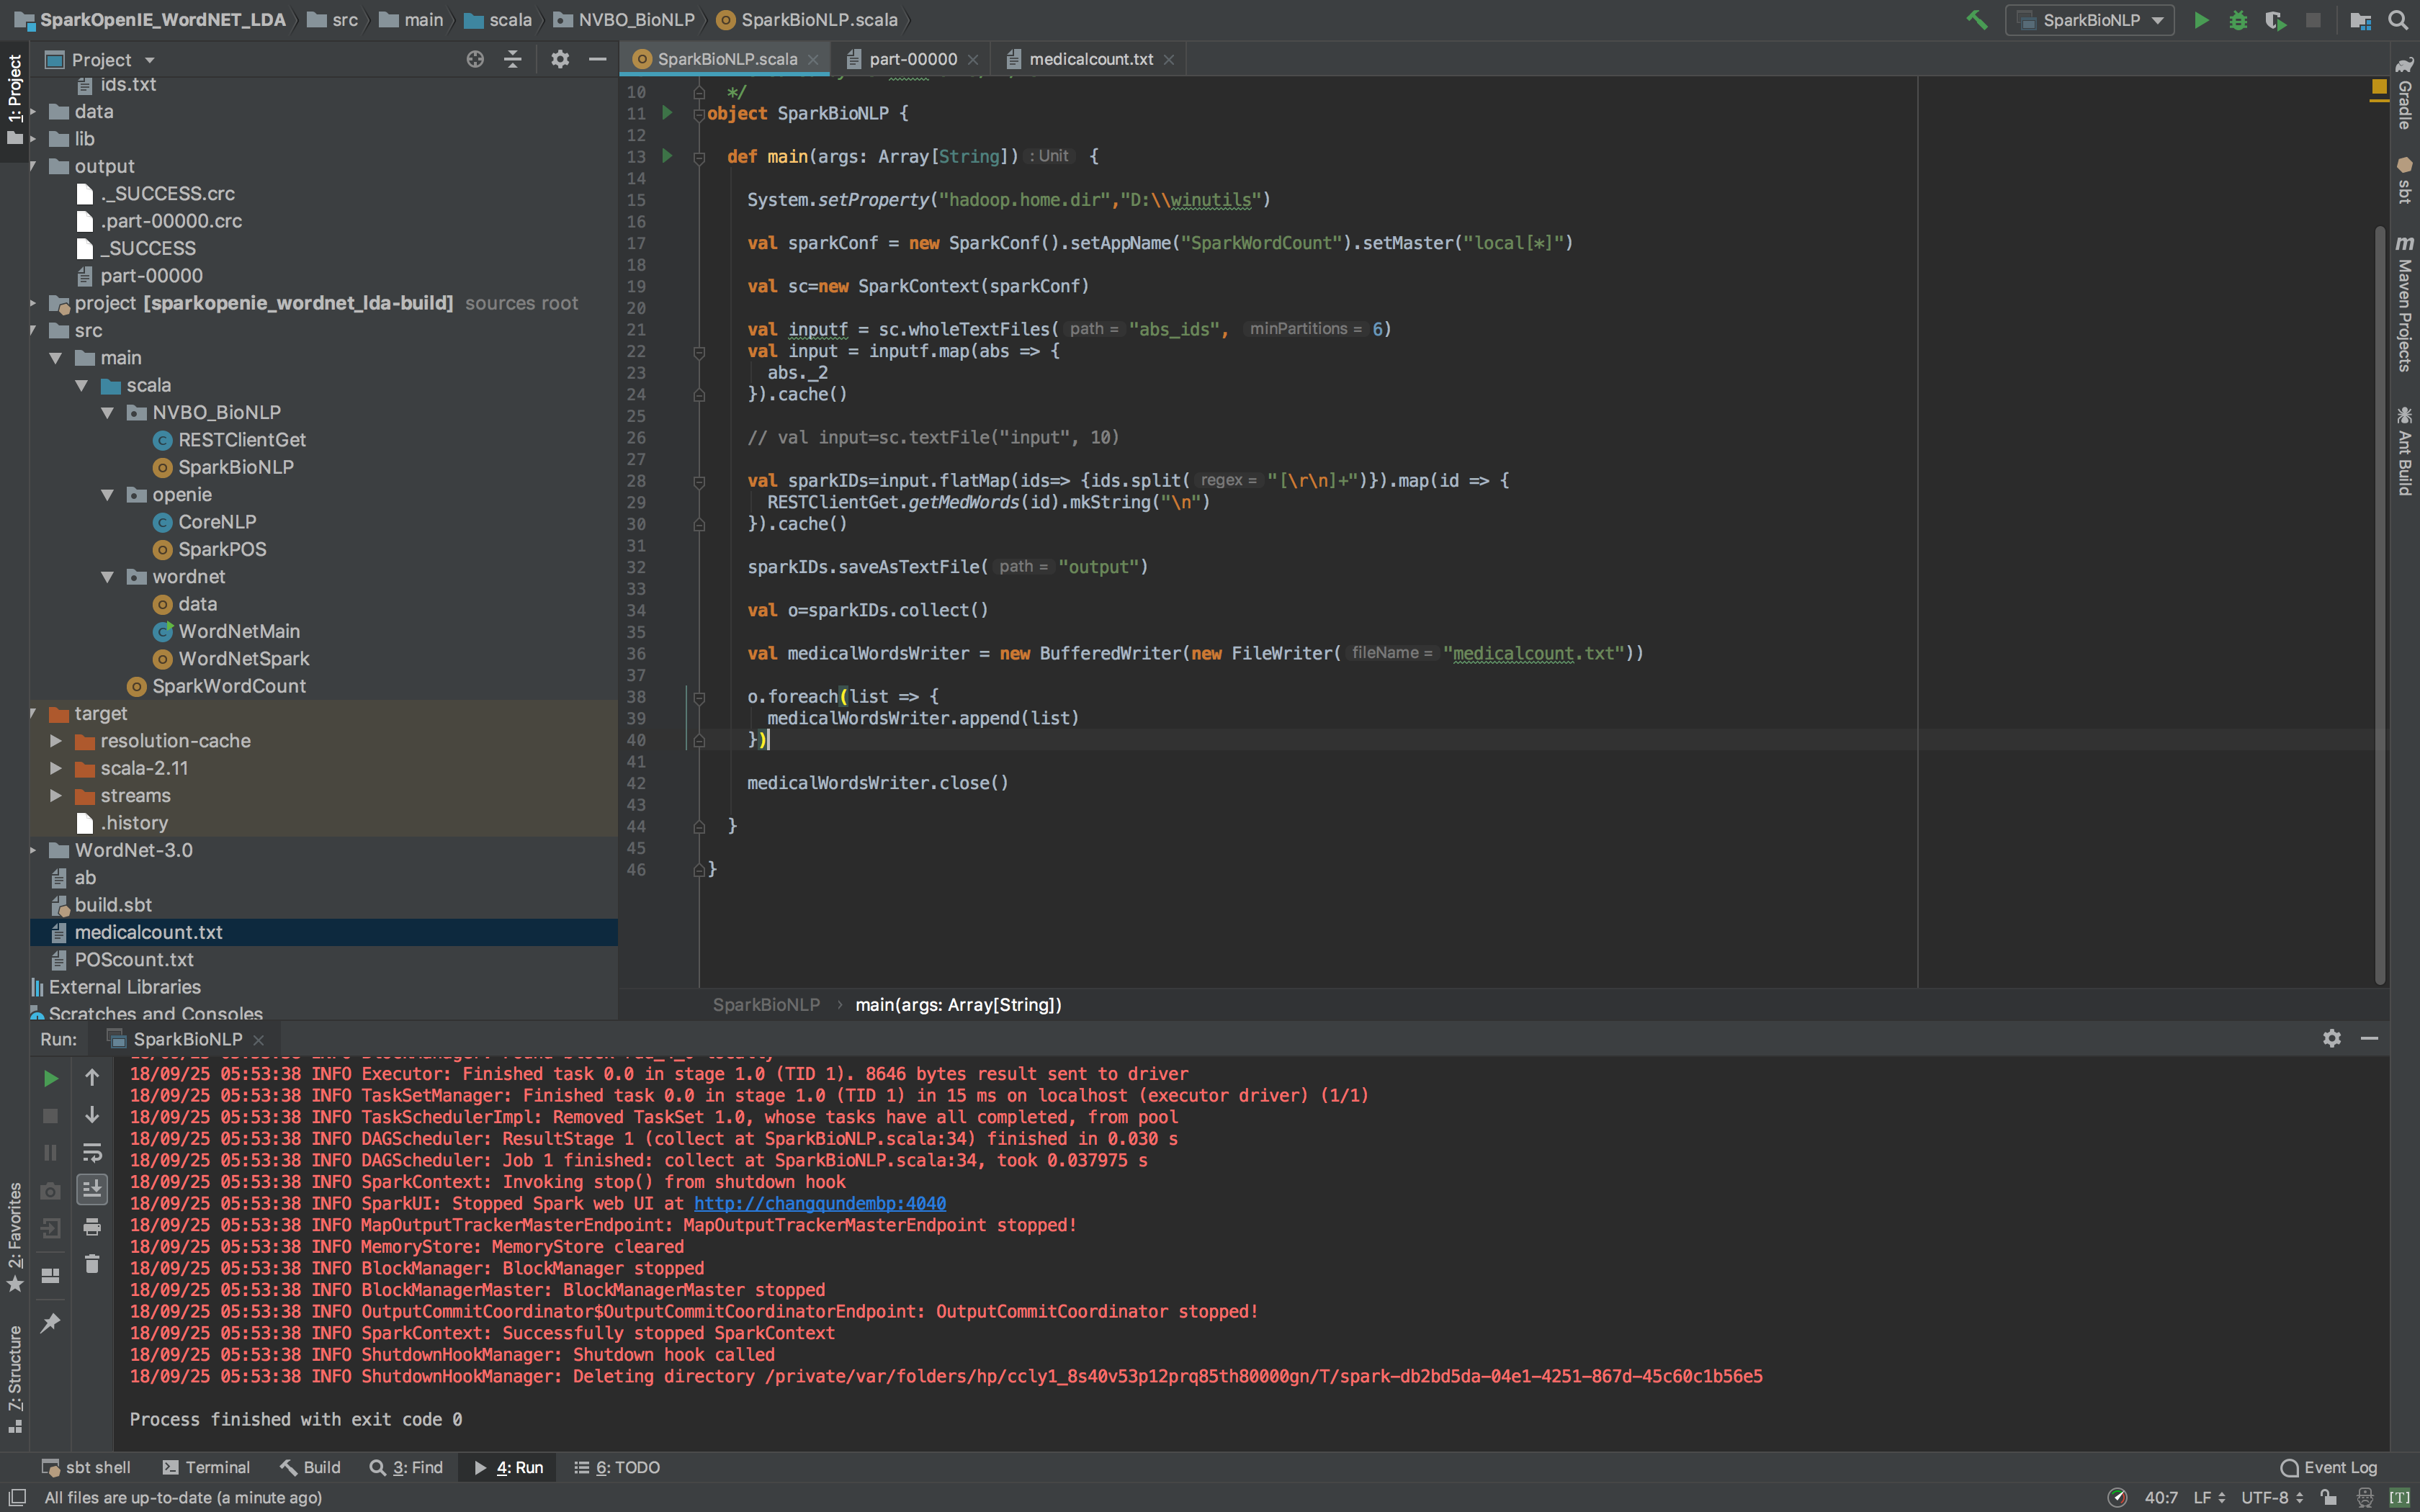 SparkOpenIE_WordNET_LDA src main scala NVBO_BioNLP SparkBioNLP.scala SparkBioNLP
1: Project
Project
ids.txt
data
lib
output
._SUCCESS.crc
.part-00000.crc
_SUCCESS
part-00000
project [sparkopenie_wordnet_lda-build] sources root
src
main
scala
NVBO_BioNLP
RESTClientGet
SparkBioNLP
openie
CoreNLP
SparkPOS
wordnet
data
WordNetMain
WordNetSpark
SparkWordCount
target
resolution-cache
scala-2.11
streams
.history
WordNet-3.0
ab
build.sbt
medicalcount.txt
POScount.txt
External Libraries
Scratches and Consoles
SparkBioNLP.scala part-00000 medicalcount.txt
10 */
11 object SparkBioNLP {
12
13 def main(args: Array[String]) : Unit {
14
15 System.setProperty("hadoop.home.dir","D:\\winutils")
16
17 val sparkConf = new SparkConf().setAppName("SparkWordCount").setMaster("local[*]")
18
19 val sc=new SparkContext(sparkConf)
20
21 val inputf = sc.wholeTextFiles( path = "abs_ids", minPartitions = 6)
22 val input = inputf.map(abs => {
23 abs._2
24 }).cache()
25
26 // val input=sc.textFile("input", 10)
27
28 val sparkIDs=input.flatMap(ids=> {ids.split( regex = "[\r\n]+")}).map(id => {
29 RESTClientGet.getMedWords(id).mkString("\n")
30 }).cache()
31
32 sparkIDs.saveAsTextFile( path = "output")
33
34 val o=sparkIDs.collect()
35
36 val medicalWordsWriter = new BufferedWriter(new FileWriter( fileName = "medicalcount.txt"))
37
38 o.foreach(list => {
39 medicalWordsWriter.append(list)
40 })
41
42 medicalWordsWriter.close()
43
44 }
45
46 }
SparkBioNLP › main(args: Array[String])
Gradle
sbt
m Maven Projects
Ant Build
Run: SparkBioNLP
18/09/25 05:53:38 INFO Executor: Finished task 0.0 in stage 1.0 (TID 1). 8646 bytes result sent to driver
18/09/25 05:53:38 INFO TaskSetManager: Finished task 0.0 in stage 1.0 (TID 1) in 15 ms on localhost (executor driver) (1/1)
18/09/25 05:53:38 INFO TaskSchedulerImpl: Removed TaskSet 1.0, whose tasks have all completed, from pool
18/09/25 05:53:38 INFO DAGScheduler: ResultStage 1 (collect at SparkBioNLP.scala:34) finished in 0.030 s
18/09/25 05:53:38 INFO DAGScheduler: Job 1 finished: collect at SparkBioNLP.scala:34, took 0.037975 s
18/09/25 05:53:38 INFO SparkContext: Invoking stop() from shutdown hook
18/09/25 05:53:38 INFO SparkUI: Stopped Spark web UI at http://changqundembp:4040
18/09/25 05:53:38 INFO MapOutputTrackerMasterEndpoint: MapOutputTrackerMasterEndpoint stopped!
18/09/25 05:53:38 INFO MemoryStore: MemoryStore cleared
18/09/25 05:53:38 INFO BlockManager: BlockManager stopped
18/09/25 05:53:38 INFO BlockManagerMaster: BlockManagerMaster stopped
18/09/25 05:53:38 INFO OutputCommitCoordinator$OutputCommitCoordinatorEndpoint: OutputCommitCoordinator stopped!
18/09/25 05:53:38 INFO SparkContext: Successfully stopped SparkContext
18/09/25 05:53:38 INFO ShutdownHookManager: Shutdown hook called
18/09/25 05:53:38 INFO ShutdownHookManager: Deleting directory /private/var/folders/hp/ccly1_8s40v53p12prq85th80000gn/T/spark-db2bd5da-04e1-4251-867d-45c60c1b56e5
Process finished with exit code 0
2: Favorites
7: Structure
sbt shell Terminal Build 3: Find 4: Run 6: TODO Event Log
All files are up-to-date (a minute ago) 40:7 LF UTF-8 [T]